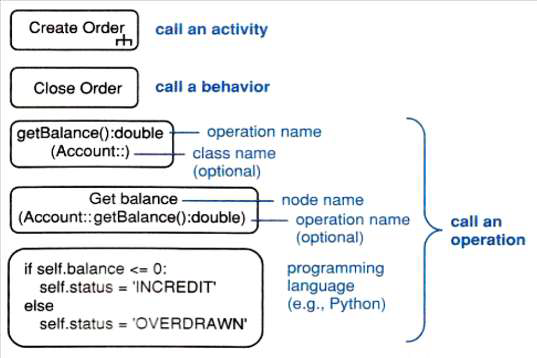 Create Order call an activity
Close Order call a behavior
getBalance():double operation name
(Account::) class name
(optional)
Get balance node name
(Account::getBalance():double) operation name
(optional)
call an
operation
if self.balance <= 0:
self.status = 'INCREDIT'
else
self.status = 'OVERDRAWN'
programming
language
(e.g., Python)